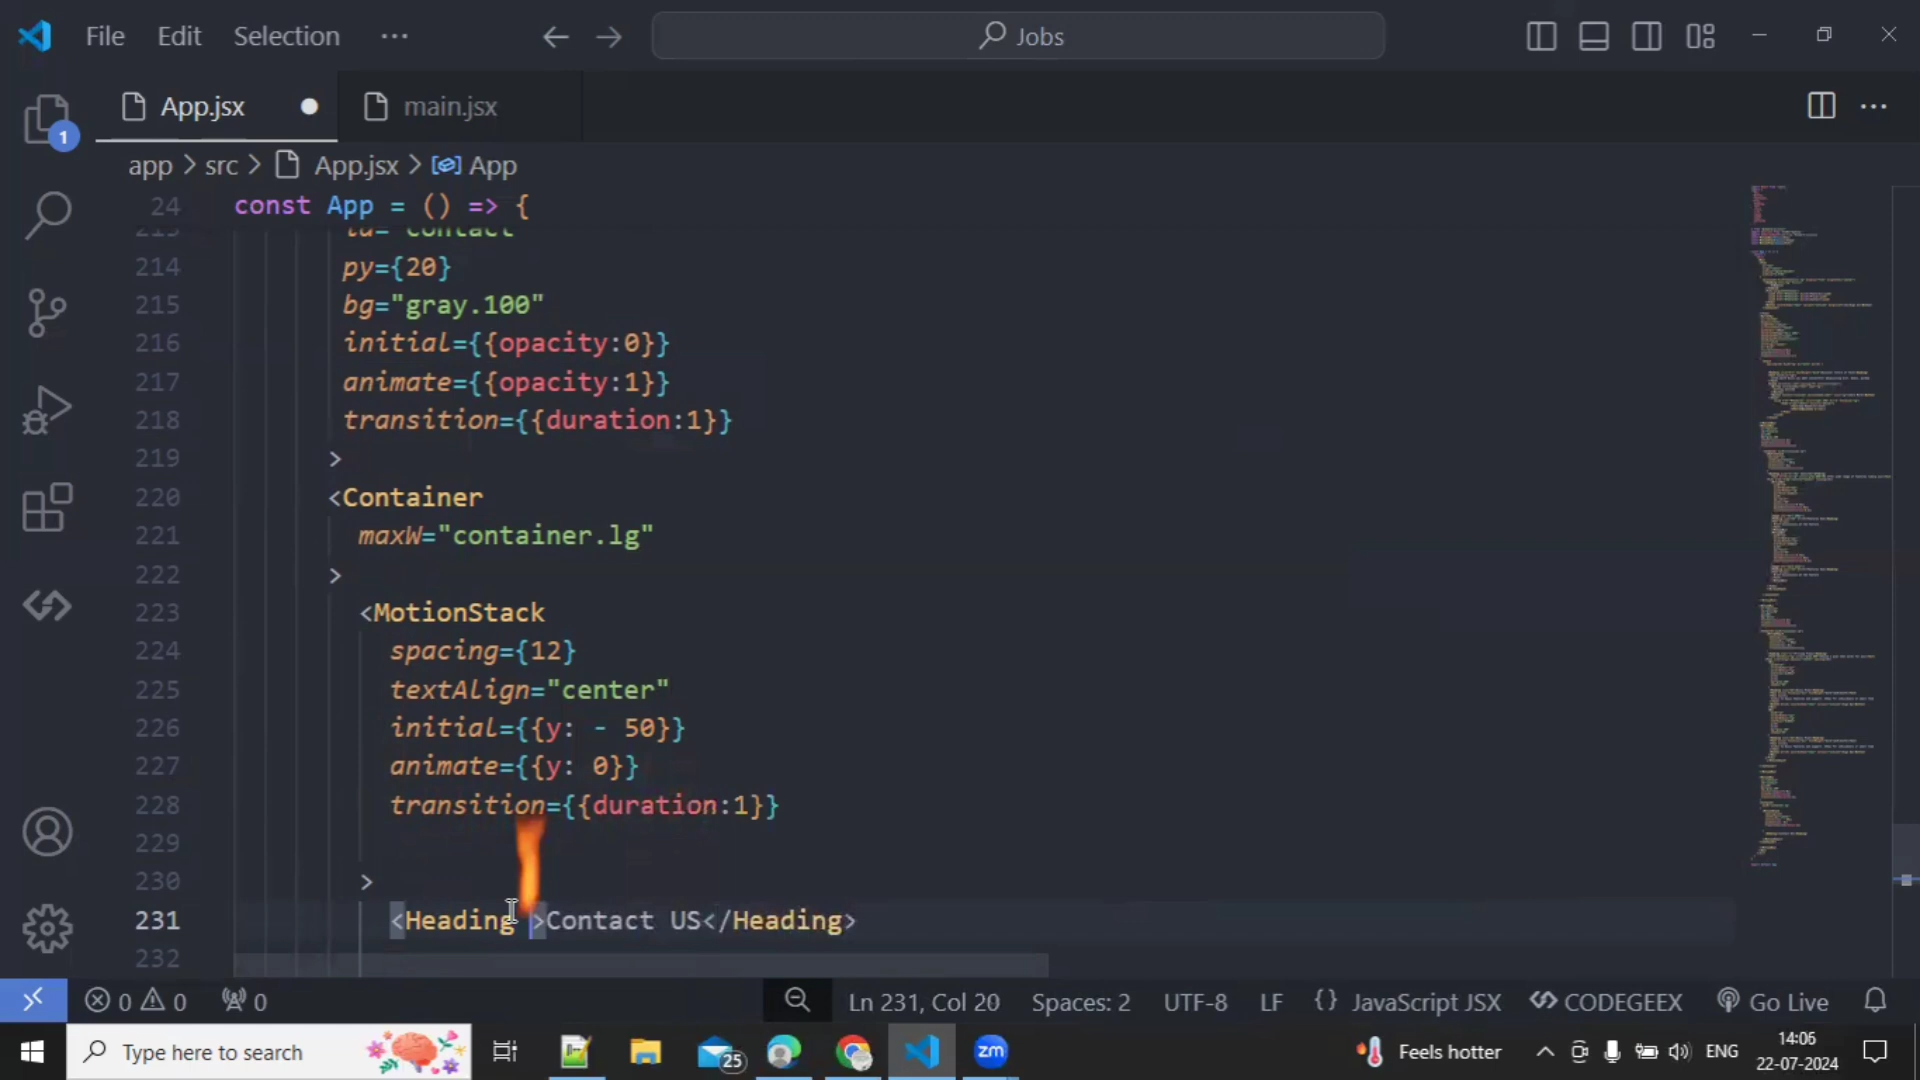 File Edit Selection ... Jobs
App.jsx main.jsx
1
app > src > App.jsx > App
24 const App = () => {
214 py={20}
215 bg="gray.100"
216 initial={{opacity:0}}
217 animate={{opacity:1}}
218 transition={{duration:1}}
219 >
220 <Container
221 maxW="container.lg"
222 >
223 <MotionStack
224 spacing={12}
225 textAlign="center"
226 initial={{y: - 50}}
227 animate={{y: 0}}
228 transition={{duration:1}}
229
230 >
231 <Heading >Contact US</Heading>
232
0 0 0 Ln 231, Col 20 Spaces: 2 UTF-8 LF {} JavaScript JSX CODEGEEX Go Live
Type here to search 25 zm Feels hotter ENG 14:05
22-07-2024